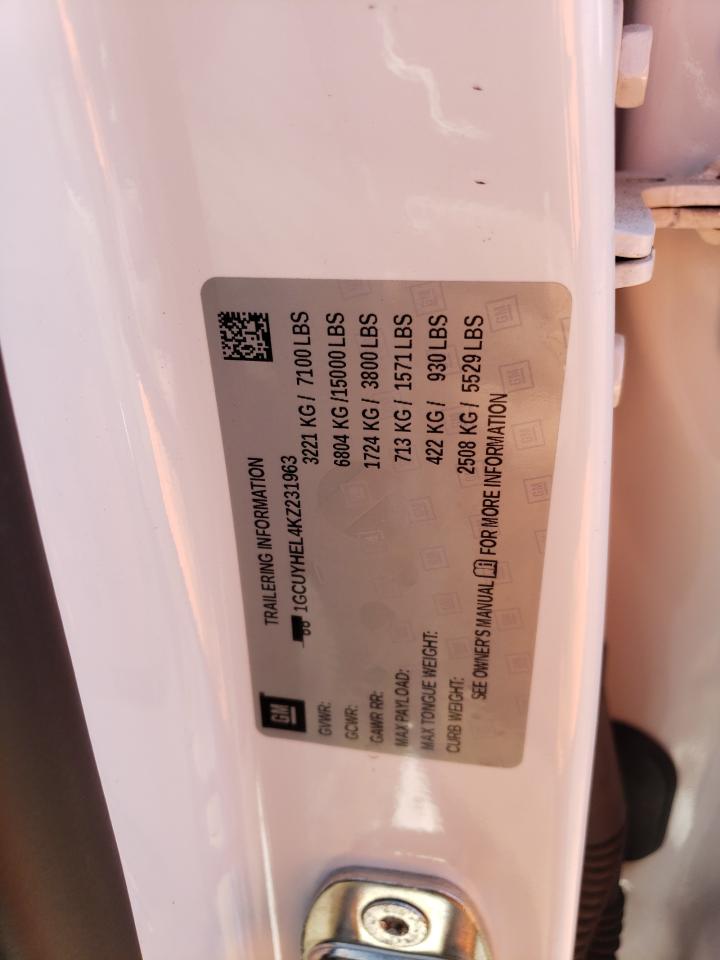 GM
TRAILERING INFORMATION
1GCUYHEL4KZ231963
GVWR: 3221 KG / 7100 LBS
GCWR: 6804 KG /15000 LBS
GAWR RR: 1724 KG / 3800 LBS
MAX PAYLOAD: 713 KG / 1571 LBS
MAX TONGUE WEIGHT: 422 KG / 930 LBS
CURB WEIGHT: 2508 KG / 5529 LBS
SEE OWNER'S MANUAL FOR MORE INFORMATION